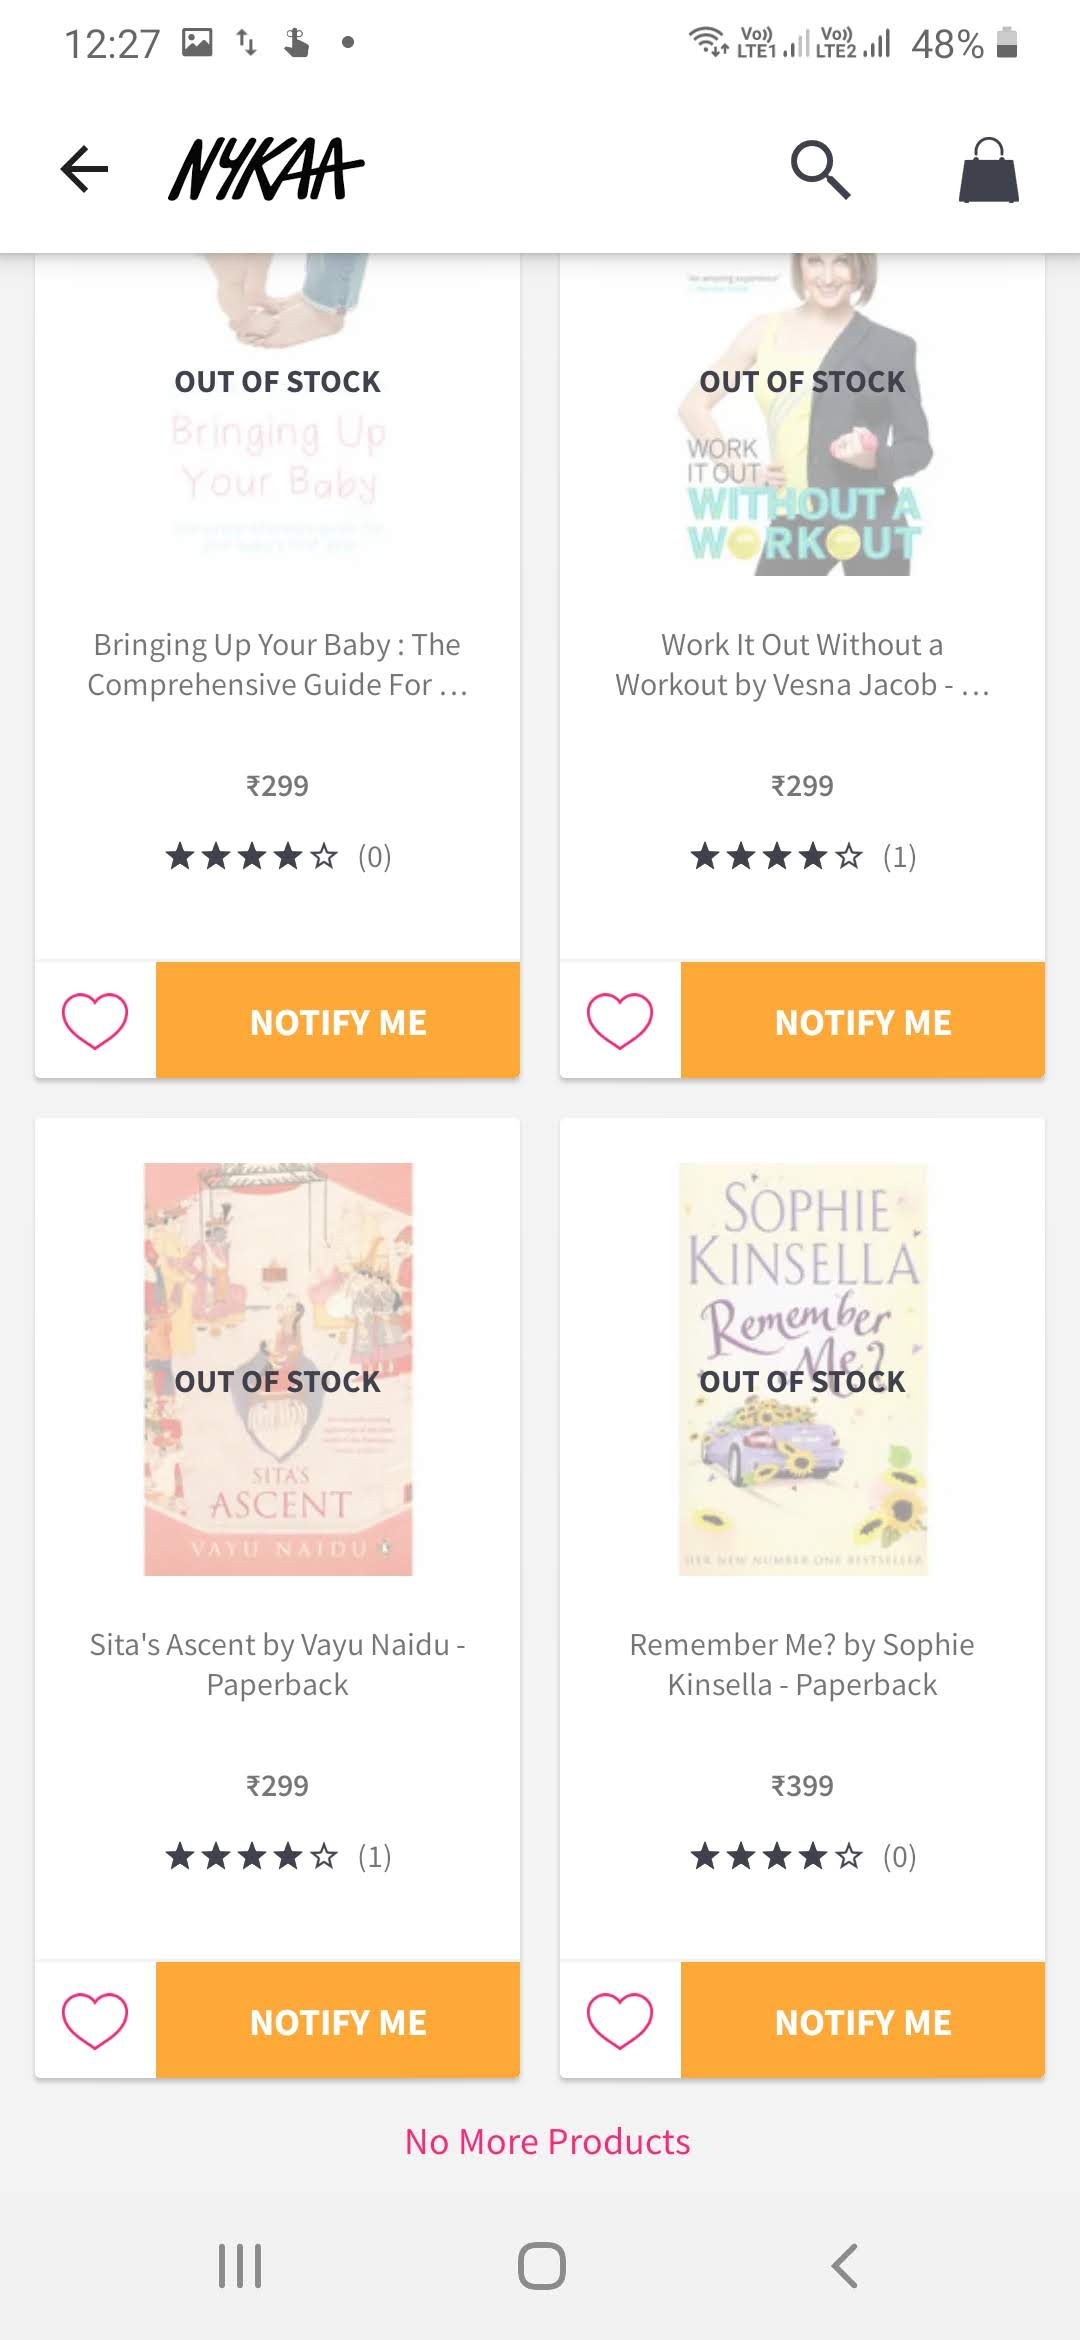 12:27
Vo)) LTE1 Vo)) LTE2 48%
NYKAA
OUT OF STOCK
Bringing Up
Your Baby
OUT OF STOCK
WORK
IT OUT
WITHOUT A
WORKOUT
Bringing Up Your Baby : The
Comprehensive Guide For ...
Work It Out Without a
Workout by Vesna Jacob - ...
₹299
₹299
(0)
(1)
NOTIFY ME
NOTIFY ME
OUT OF STOCK
SITA'S
ASCENT
VAYU NAIDU
SOPHIE
KINSELLA
Remember
Me?
OUT OF STOCK
HER NEW NUMBER ONE BESTSELLER
Sita's Ascent by Vayu Naidu -
Paperback
Remember Me? by Sophie
Kinsella - Paperback
₹299
₹399
(1)
(0)
NOTIFY ME
NOTIFY ME
No More Products